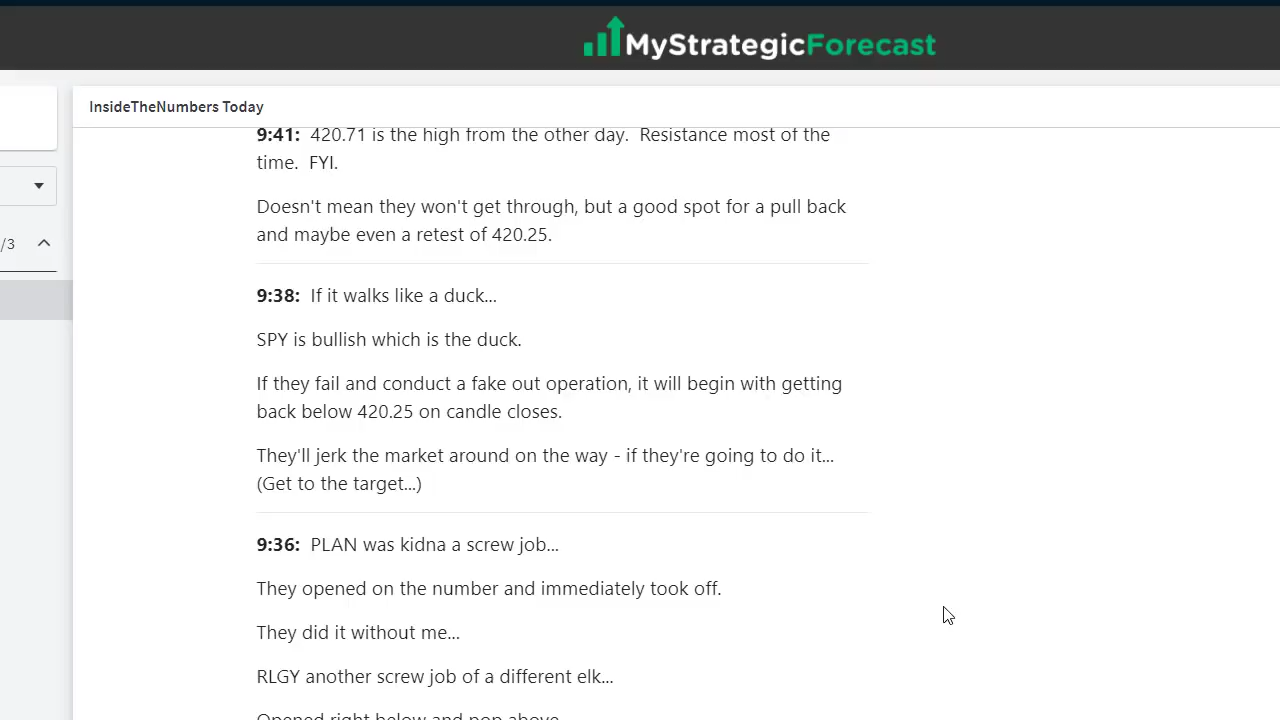 MyStrategicForecast
InsideTheNumbers Today
9:41: 420.71 is the high from the other day. Resistance most of the
time. FYI.
Doesn't mean they won't get through, but a good spot for a pull back
and maybe even a retest of 420.25.
/3
9:38: If it walks like a duck...
SPY is bullish which is the duck.
If they fail and conduct a fake out operation, it will begin with getting
back below 420.25 on candle closes.
They'll jerk the market around on the way - if they're going to do it...
(Get to the target...)
9:36: PLAN was kidna a screw job...
They opened on the number and immediately took off.
They did it without me...
RLGY another screw job of a different elk...
Opened right below and pop above